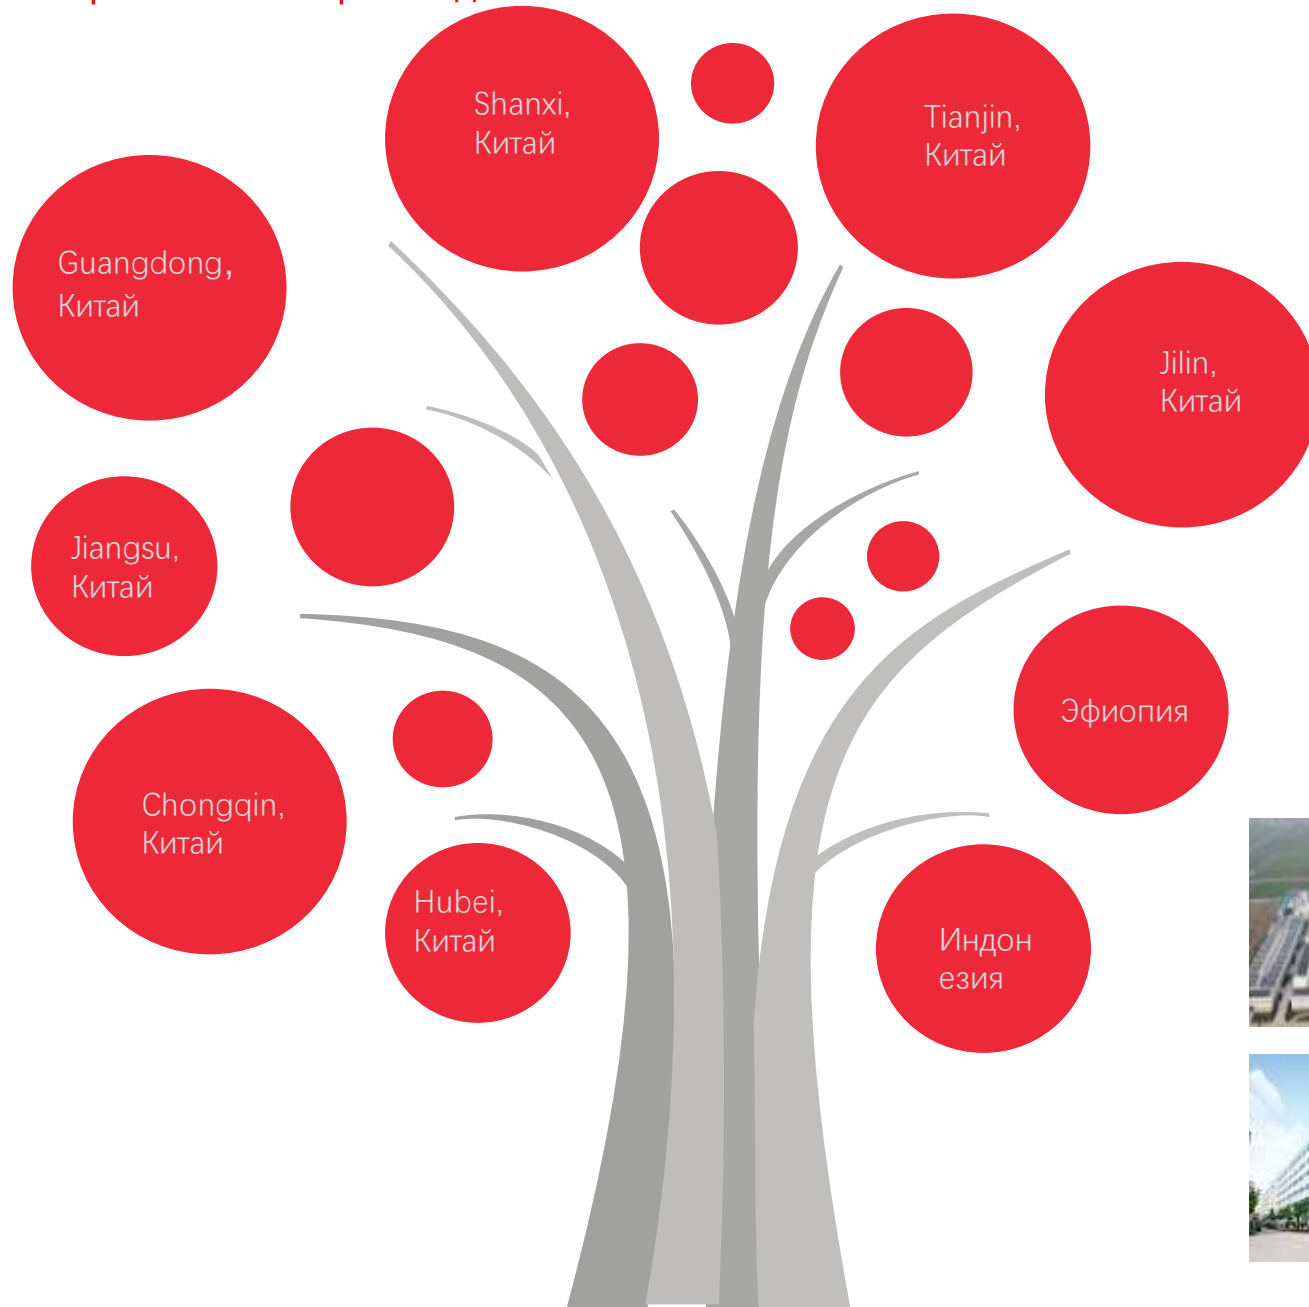 Shanxi,
Китай
Tianjin,
Китай
Guangdong,
Китай
Jilin,
Китай
Jiangsu,
Китай
Эфиопия
Chongqin,
Китай
Hubei,
Китай
Индон
езия